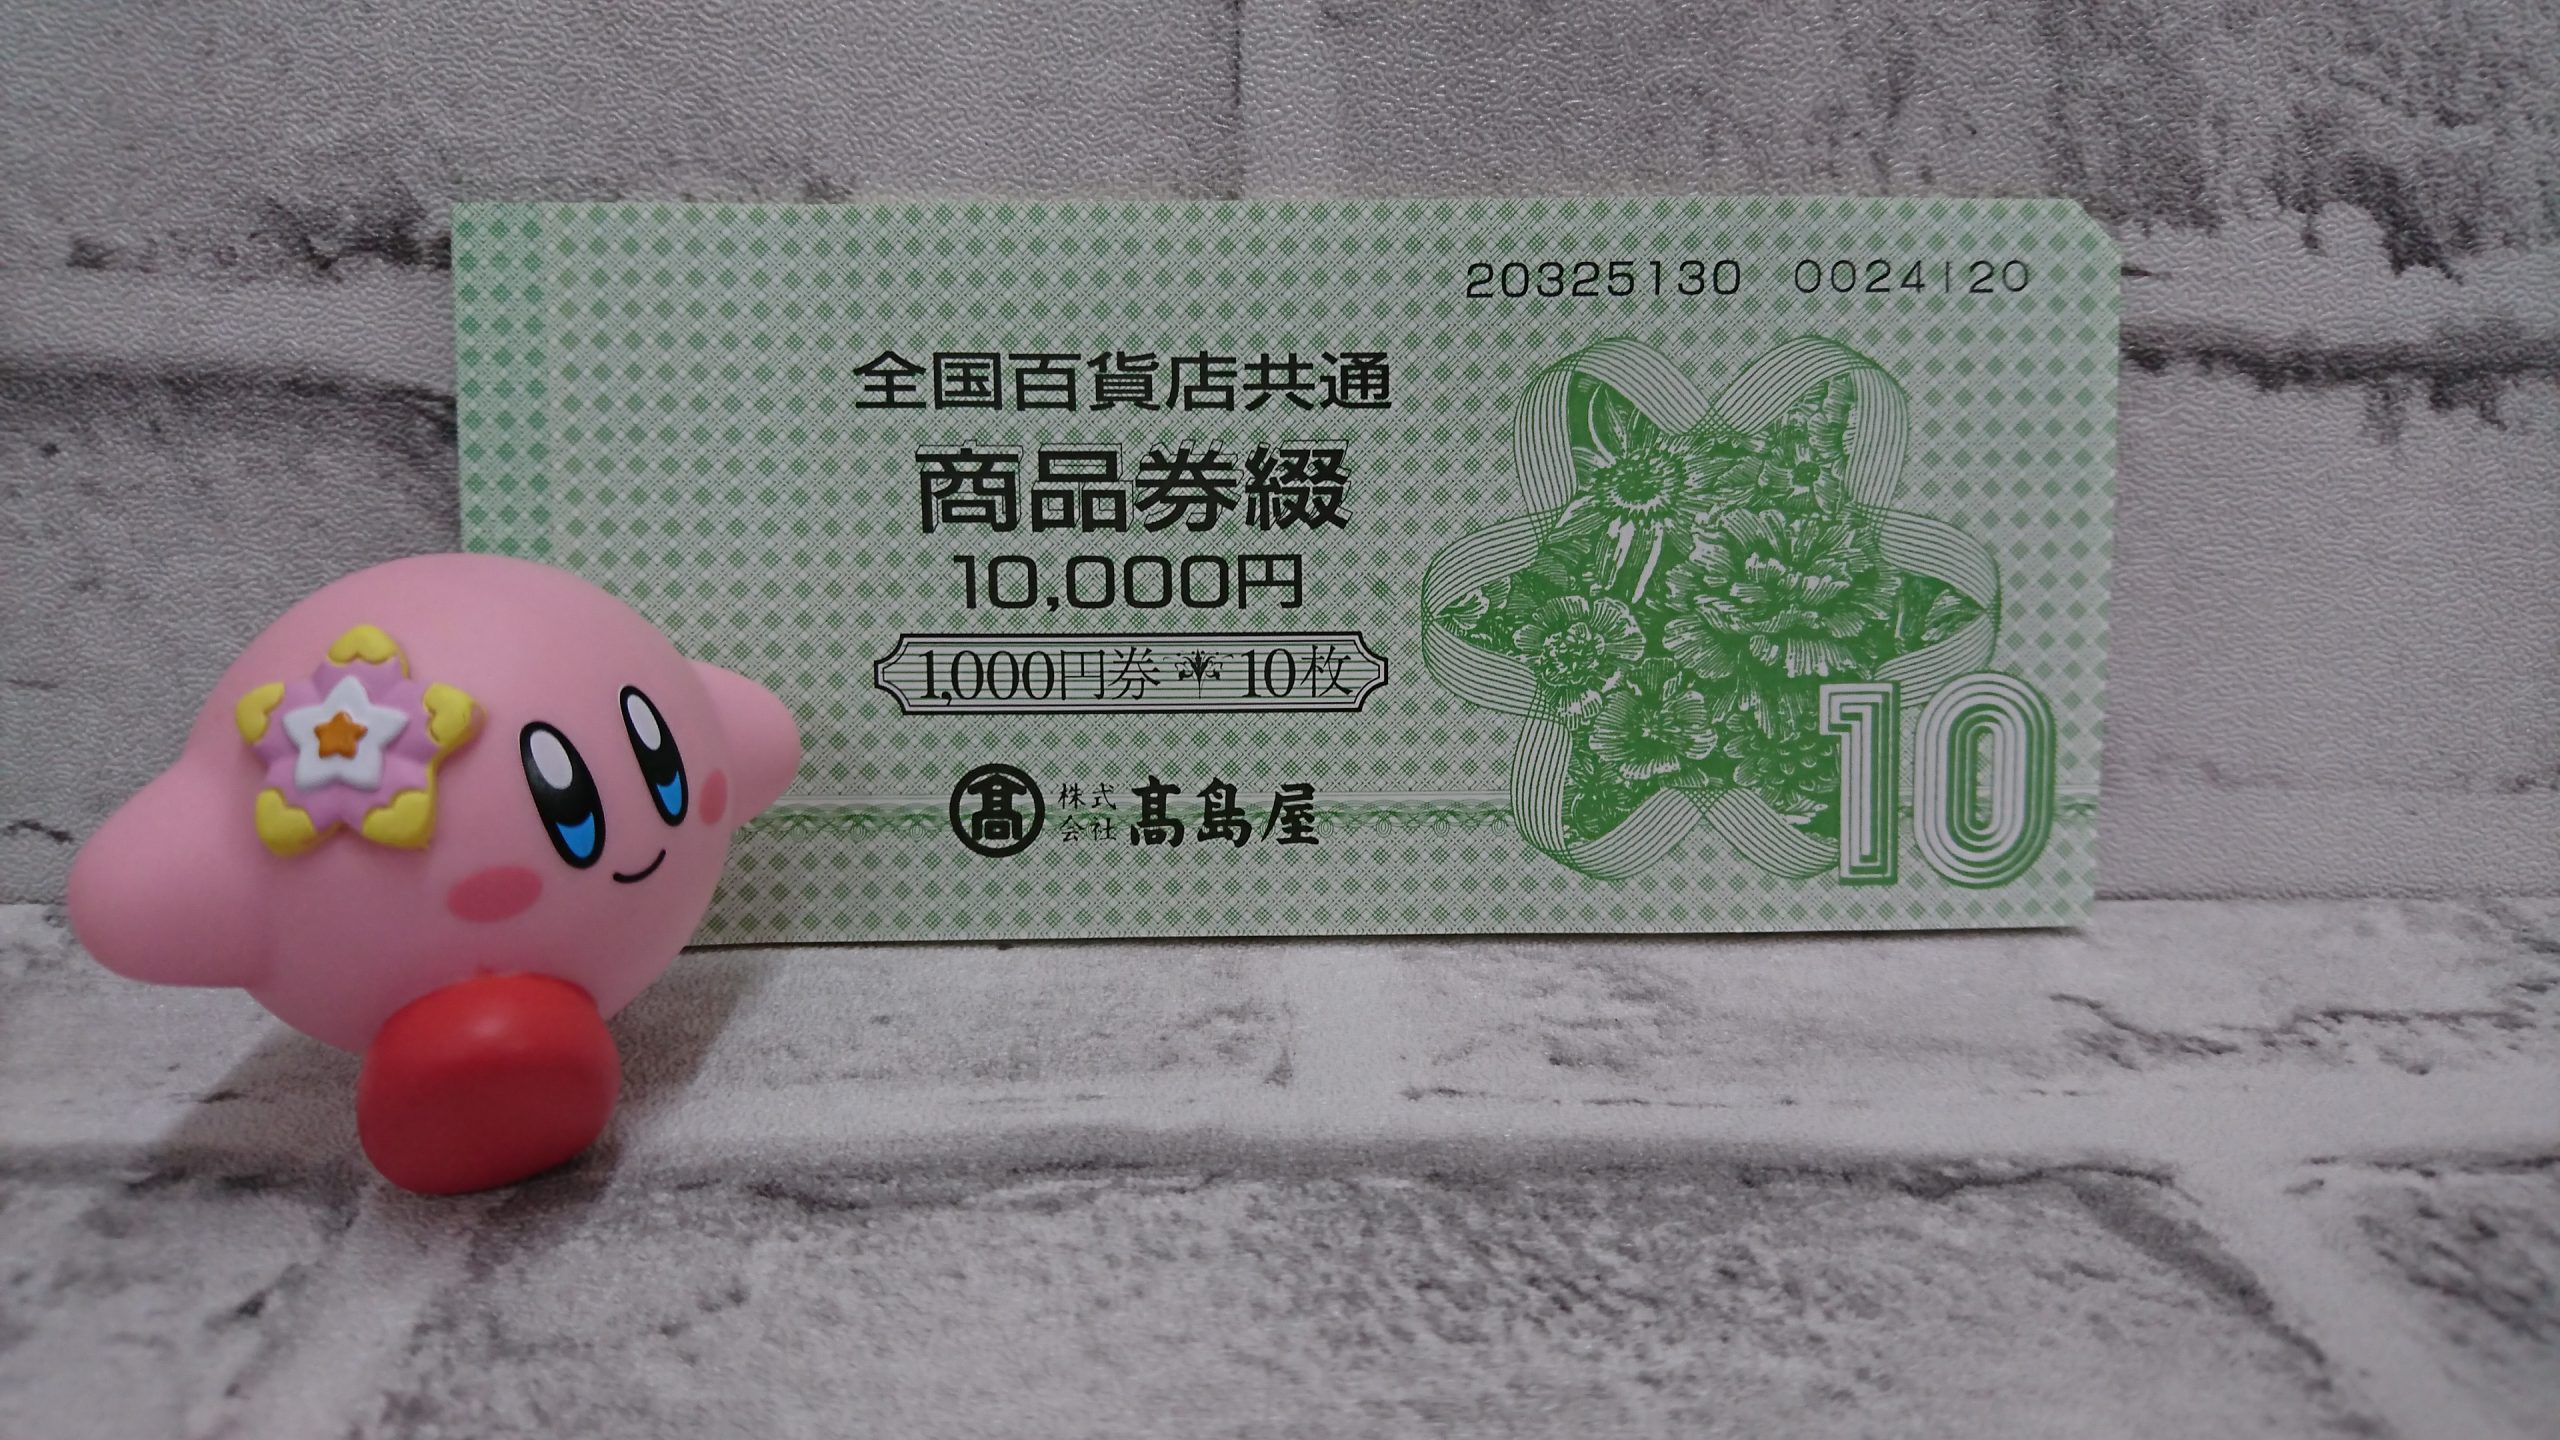 20325130 0024120
全国百貨店共通
商品券綴
10,000円
1,000円券 10枚
髙 株式会社 髙島屋
10